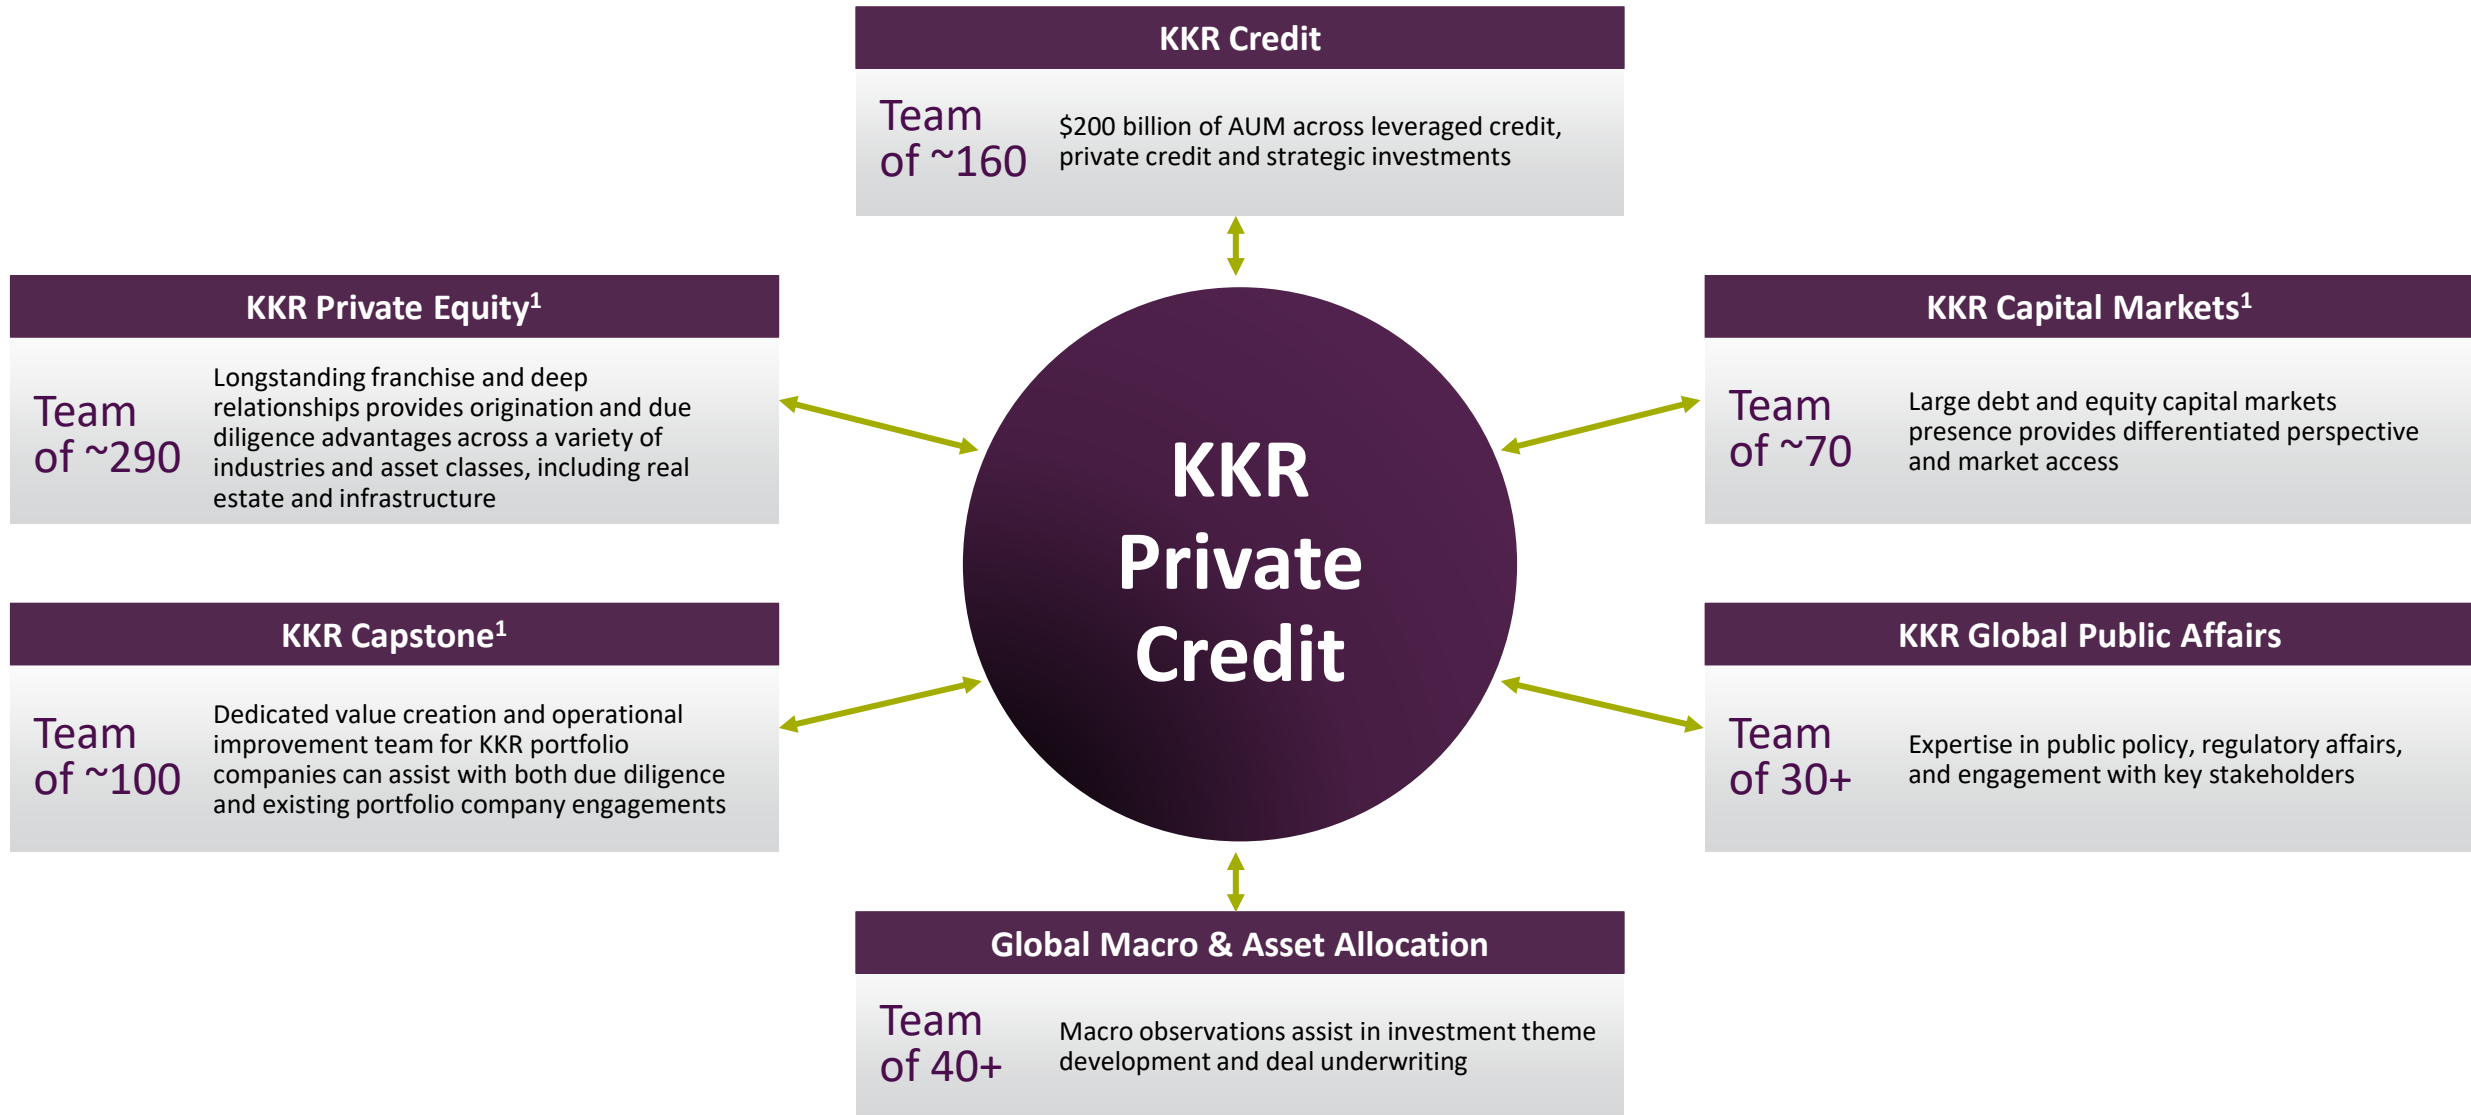 KKR Credit
Team
of ~160
$200 billion of AUM across leveraged credit,
private credit and strategic investments
KKR Private Equity¹
Team
of ~290
Longstanding franchise and deep
relationships provides origination and due
diligence advantages across a variety of
industries and asset classes, including real
estate and infrastructure
KKR Capital Markets¹
Team
of ~70
Large debt and equity capital markets
presence provides differentiated perspective
and market access
KKR
Private
Credit
KKR Capstone¹
Team
of ~100
Dedicated value creation and operational
improvement team for KKR portfolio
companies can assist with both due diligence
and existing portfolio company engagements
KKR Global Public Affairs
Team
of 30+
Expertise in public policy, regulatory affairs,
and engagement with key stakeholders
Global Macro & Asset Allocation
Team
of 40+
Macro observations assist in investment theme
development and deal underwriting